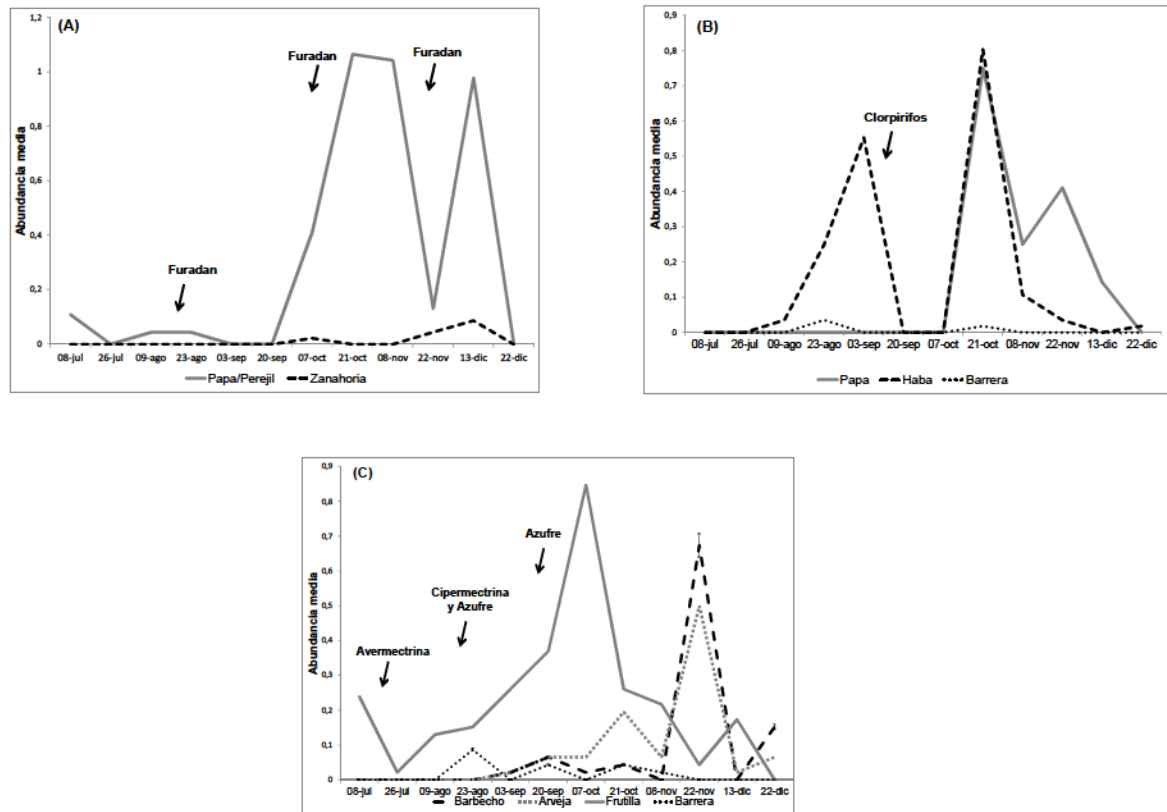 (A)
Furadan
Furadan
Furadan
Abundancia media
1,2
1
0,8
0,6
0,4
0,2
0
08-jul 26-jul 09-ago 23-ago 03-sep 20-sep 07-oct 21-oct 08-nov 22-nov 13-dic 22-dic
Papa/Perejil Zanahoria
(B)
Clorpirifos
Abundancia media
0,9
0,8
0,7
0,6
0,5
0,4
0,3
0,2
0,1
0
08-jul 26-jul 09-ago 23-ago 03-sep 20-sep 07-oct 21-oct 08-nov 22-nov 13-dic 22-dic
Papa Haba Barrera
(C)
Azufre
Cipermectrina
y Azufre
Avermectrina
Abundancia media
0,9
0,8
0,7
0,6
0,5
0,4
0,3
0,2
0,1
0
08-jul 26-jul 09-ago 23-ago 03-sep 20-sep 07-oct 21-oct 08-nov 22-nov 13-dic 22-dic
Barbecho Arveja Frutilla Barrera